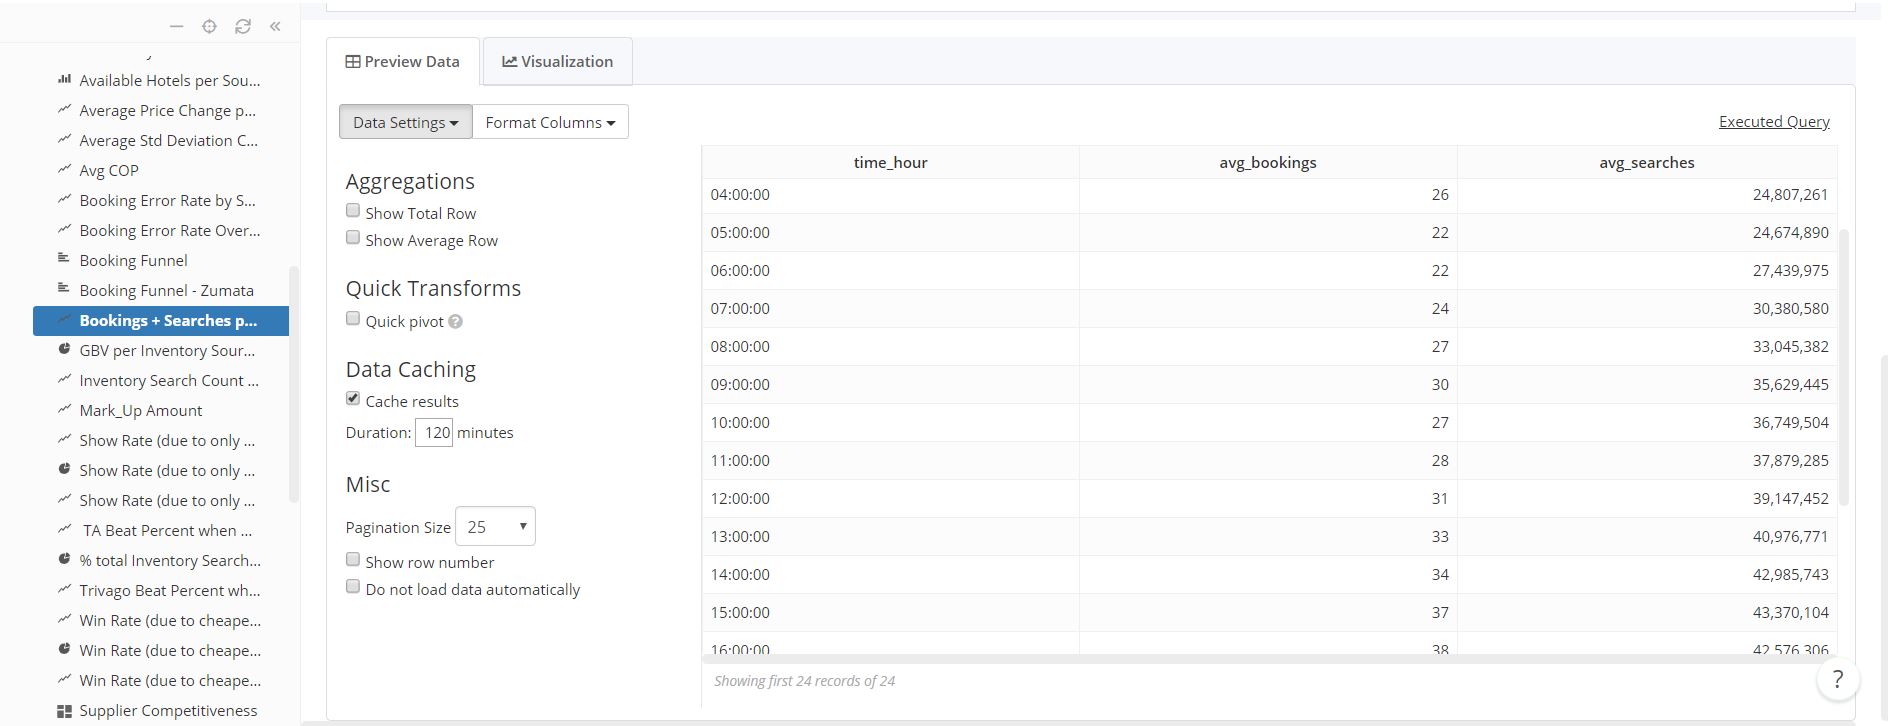 Available Hotels per Sou...
Average Price Change p...
Average Std Deviation C...
Avg COP
Booking Error Rate by S...
Booking Error Rate Over...
Booking Funnel
Booking Funnel - Zumata
Bookings + Searches p...
GBV per Inventory Sour...
Inventory Search Count ...
Mark_Up Amount
Show Rate (due to only ...
Show Rate (due to only ...
Show Rate (due to only ...
TA Beat Percent when ...
% total Inventory Search...
Trivago Beat Percent wh...
Win Rate (due to cheape...
Win Rate (due to cheape...
Win Rate (due to cheape...
Supplier Competitiveness
Preview Data Visualization
Data Settings Format Columns
Executed Query
Aggregations
Show Total Row
Show Average Row
Quick Transforms
Quick pivot ?
Data Caching
Cache results
Duration: 120 minutes
Misc
Pagination Size 25
Show row number
Do not load data automatically
time_hour avg_bookings avg_searches
04:00:00 26 24,807,261
05:00:00 22 24,674,890
06:00:00 22 27,439,975
07:00:00 24 30,380,580
08:00:00 27 33,045,382
09:00:00 30 35,629,445
10:00:00 27 36,749,504
11:00:00 28 37,879,285
12:00:00 31 39,147,452
13:00:00 33 40,976,771
14:00:00 34 42,985,743
15:00:00 37 43,370,104
16:00:00 38 42,576,306
Showing first 24 records of 24
?